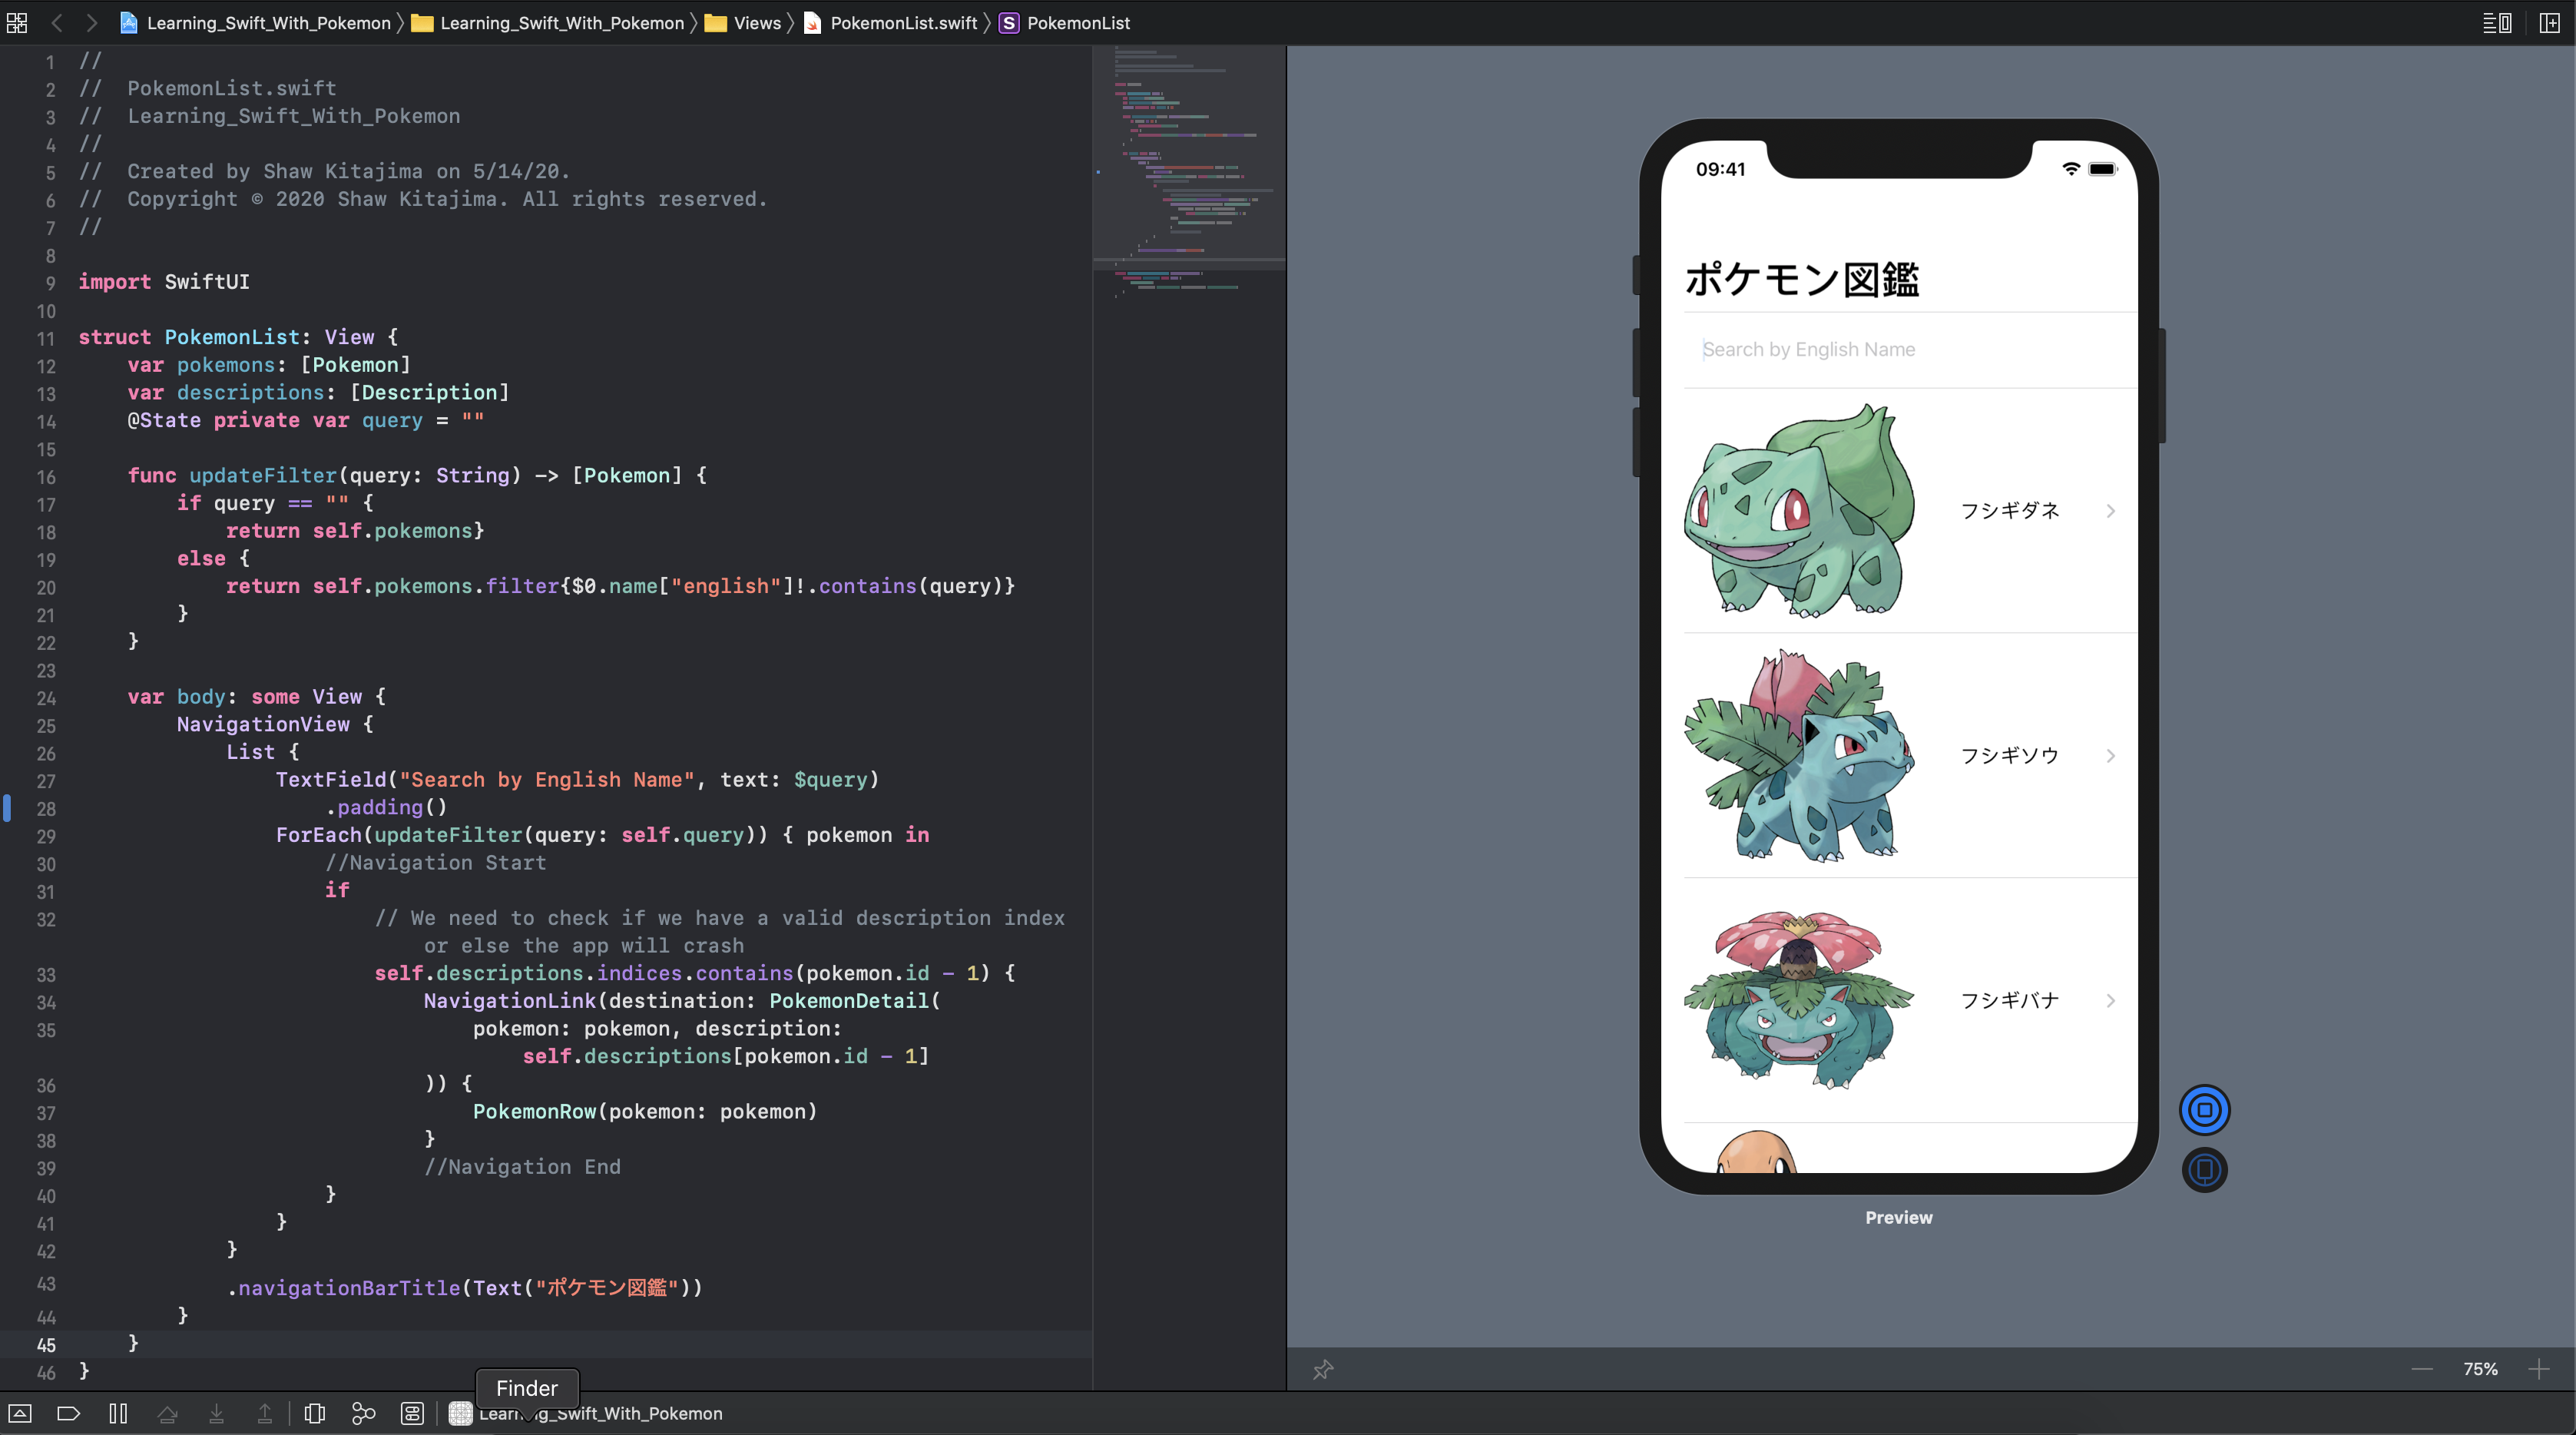 Learning_Swift_With_Pokemon 〉 Learning_Swift_With_Pokemon 〉 Views 〉 PokemonList.swift 〉 S PokemonList
1 //
2 //  PokemonList.swift
3 //  Learning_Swift_With_Pokemon
4 //
5 //  Created by Shaw Kitajima on 5/14/20.
6 //  Copyright © 2020 Shaw Kitajima. All rights reserved.
7 //
8
9 import SwiftUI
10
11 struct PokemonList: View {
12     var pokemons: [Pokemon]
13     var descriptions: [Description]
14     @State private var query = ""
15
16     func updateFilter(query: String) -> [Pokemon] {
17         if query == "" {
18             return self.pokemons}
19         else {
20             return self.pokemons.filter{$0.name["english"]!.contains(query)}
21         }
22     }
23
24     var body: some View {
25         NavigationView {
26             List {
27                 TextField("Search by English Name", text: $query)
28                     .padding()
29                 ForEach(updateFilter(query: self.query)) { pokemon in
30                     //Navigation Start
31                     if
32                         // We need to check if we have a valid description index
                            or else the app will crash
33                         self.descriptions.indices.contains(pokemon.id - 1) {
34                             NavigationLink(destination: PokemonDetail(
35                                 pokemon: pokemon, description:
                                    self.descriptions[pokemon.id - 1]
36                             )) {
37                                 PokemonRow(pokemon: pokemon)
38                             }
39                             //Navigation End
40                     }
41                 }
42             }
43             .navigationBarTitle(Text("ポケモン図鑑"))
44         }
45     }
46 }
Finder
Learning_Swift_With_Pokemon
09:41
ポケモン図鑑
Search by English Name
フシギダネ
フシギソウ
フシギバナ
Preview
75%